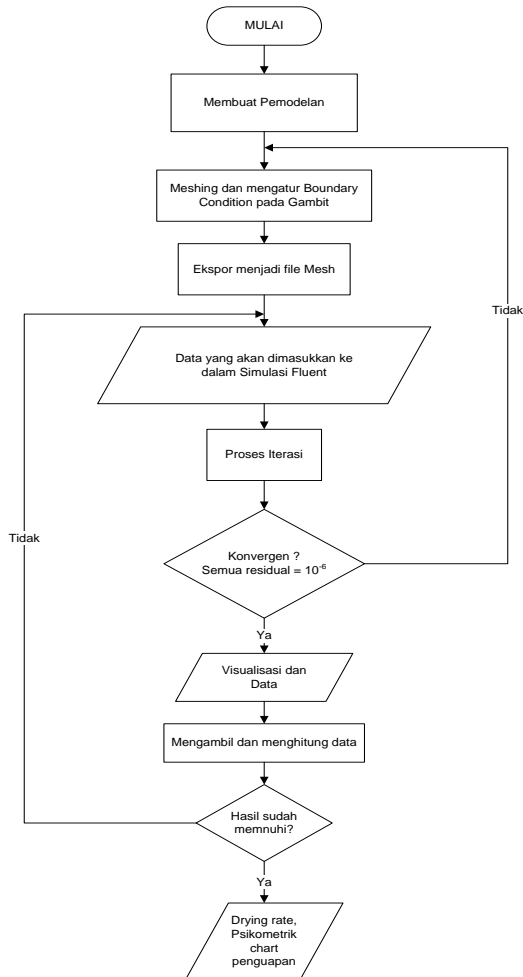 MULAI
Membuat Pemodelan
Meshing dan mengatur Boundary
Condition pada Gambit
Ekspor menjadi file Mesh
Tidak
Data yang akan dimasukkan ke
dalam Simulasi Fluent
Proses Iterasi
Tidak
Konvergen ?
Semua residual = 10⁻⁶
Ya
Visualisasi dan
Data
Mengambil dan menghitung data
Hasil sudah
memnuhi?
Ya
Drying rate,
Psikometrik
chart
penguapan